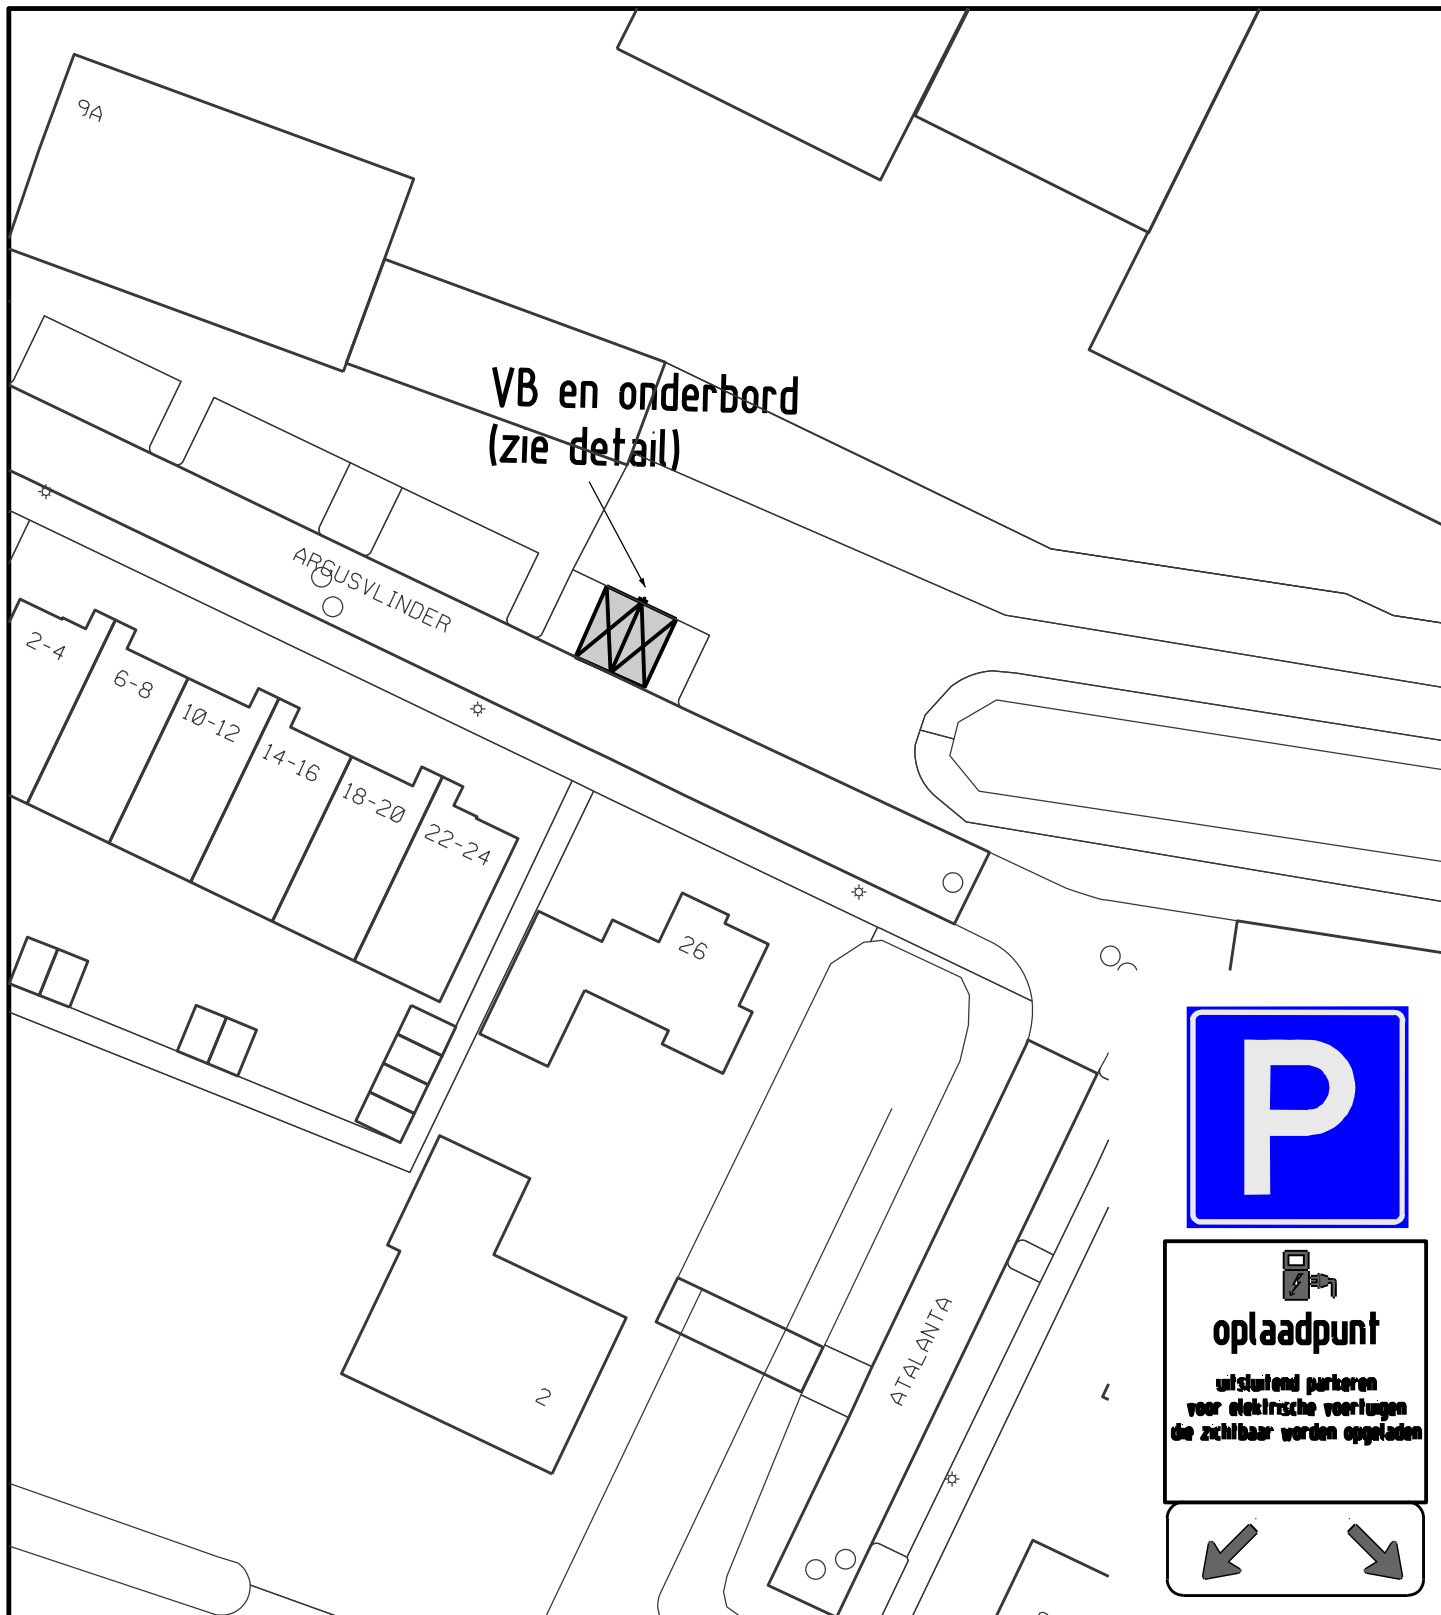 9A
VB en onderbord
(zie detail)
ARGUSVLINDER
2-4
6-8
10-12
14-16
18-20
22-24
26
P
oplaadpunt
uitsluitend parkeren
voor elektrische voertuigen
die zichtbaar worden opgeladen
ATALANTA
2